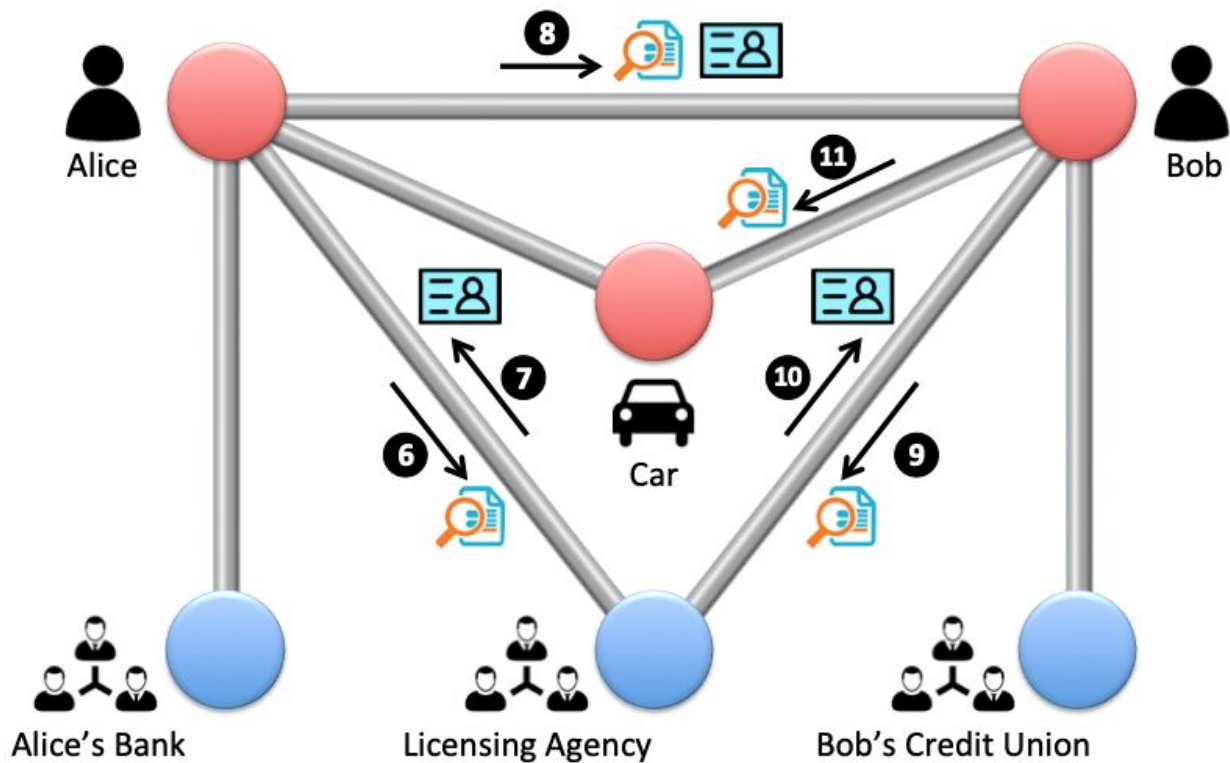 8
Alice
Bob
11
7
10
6
9
Car
Alice’s Bank
Licensing Agency
Bob’s Credit Union